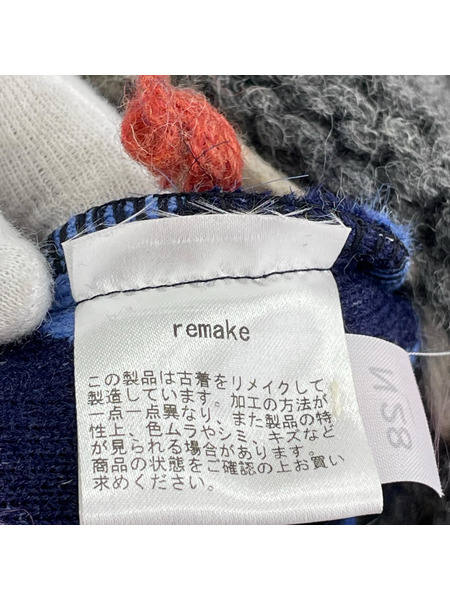 remake
この製品は古着をリメイクして
製造しています。加工の方法が
一点一点異なり、また製品の特
性上、色ムラやシミ、キズなど
が見られる場合があります。
商品の状態をご確認の上お買い
求めください。
N28